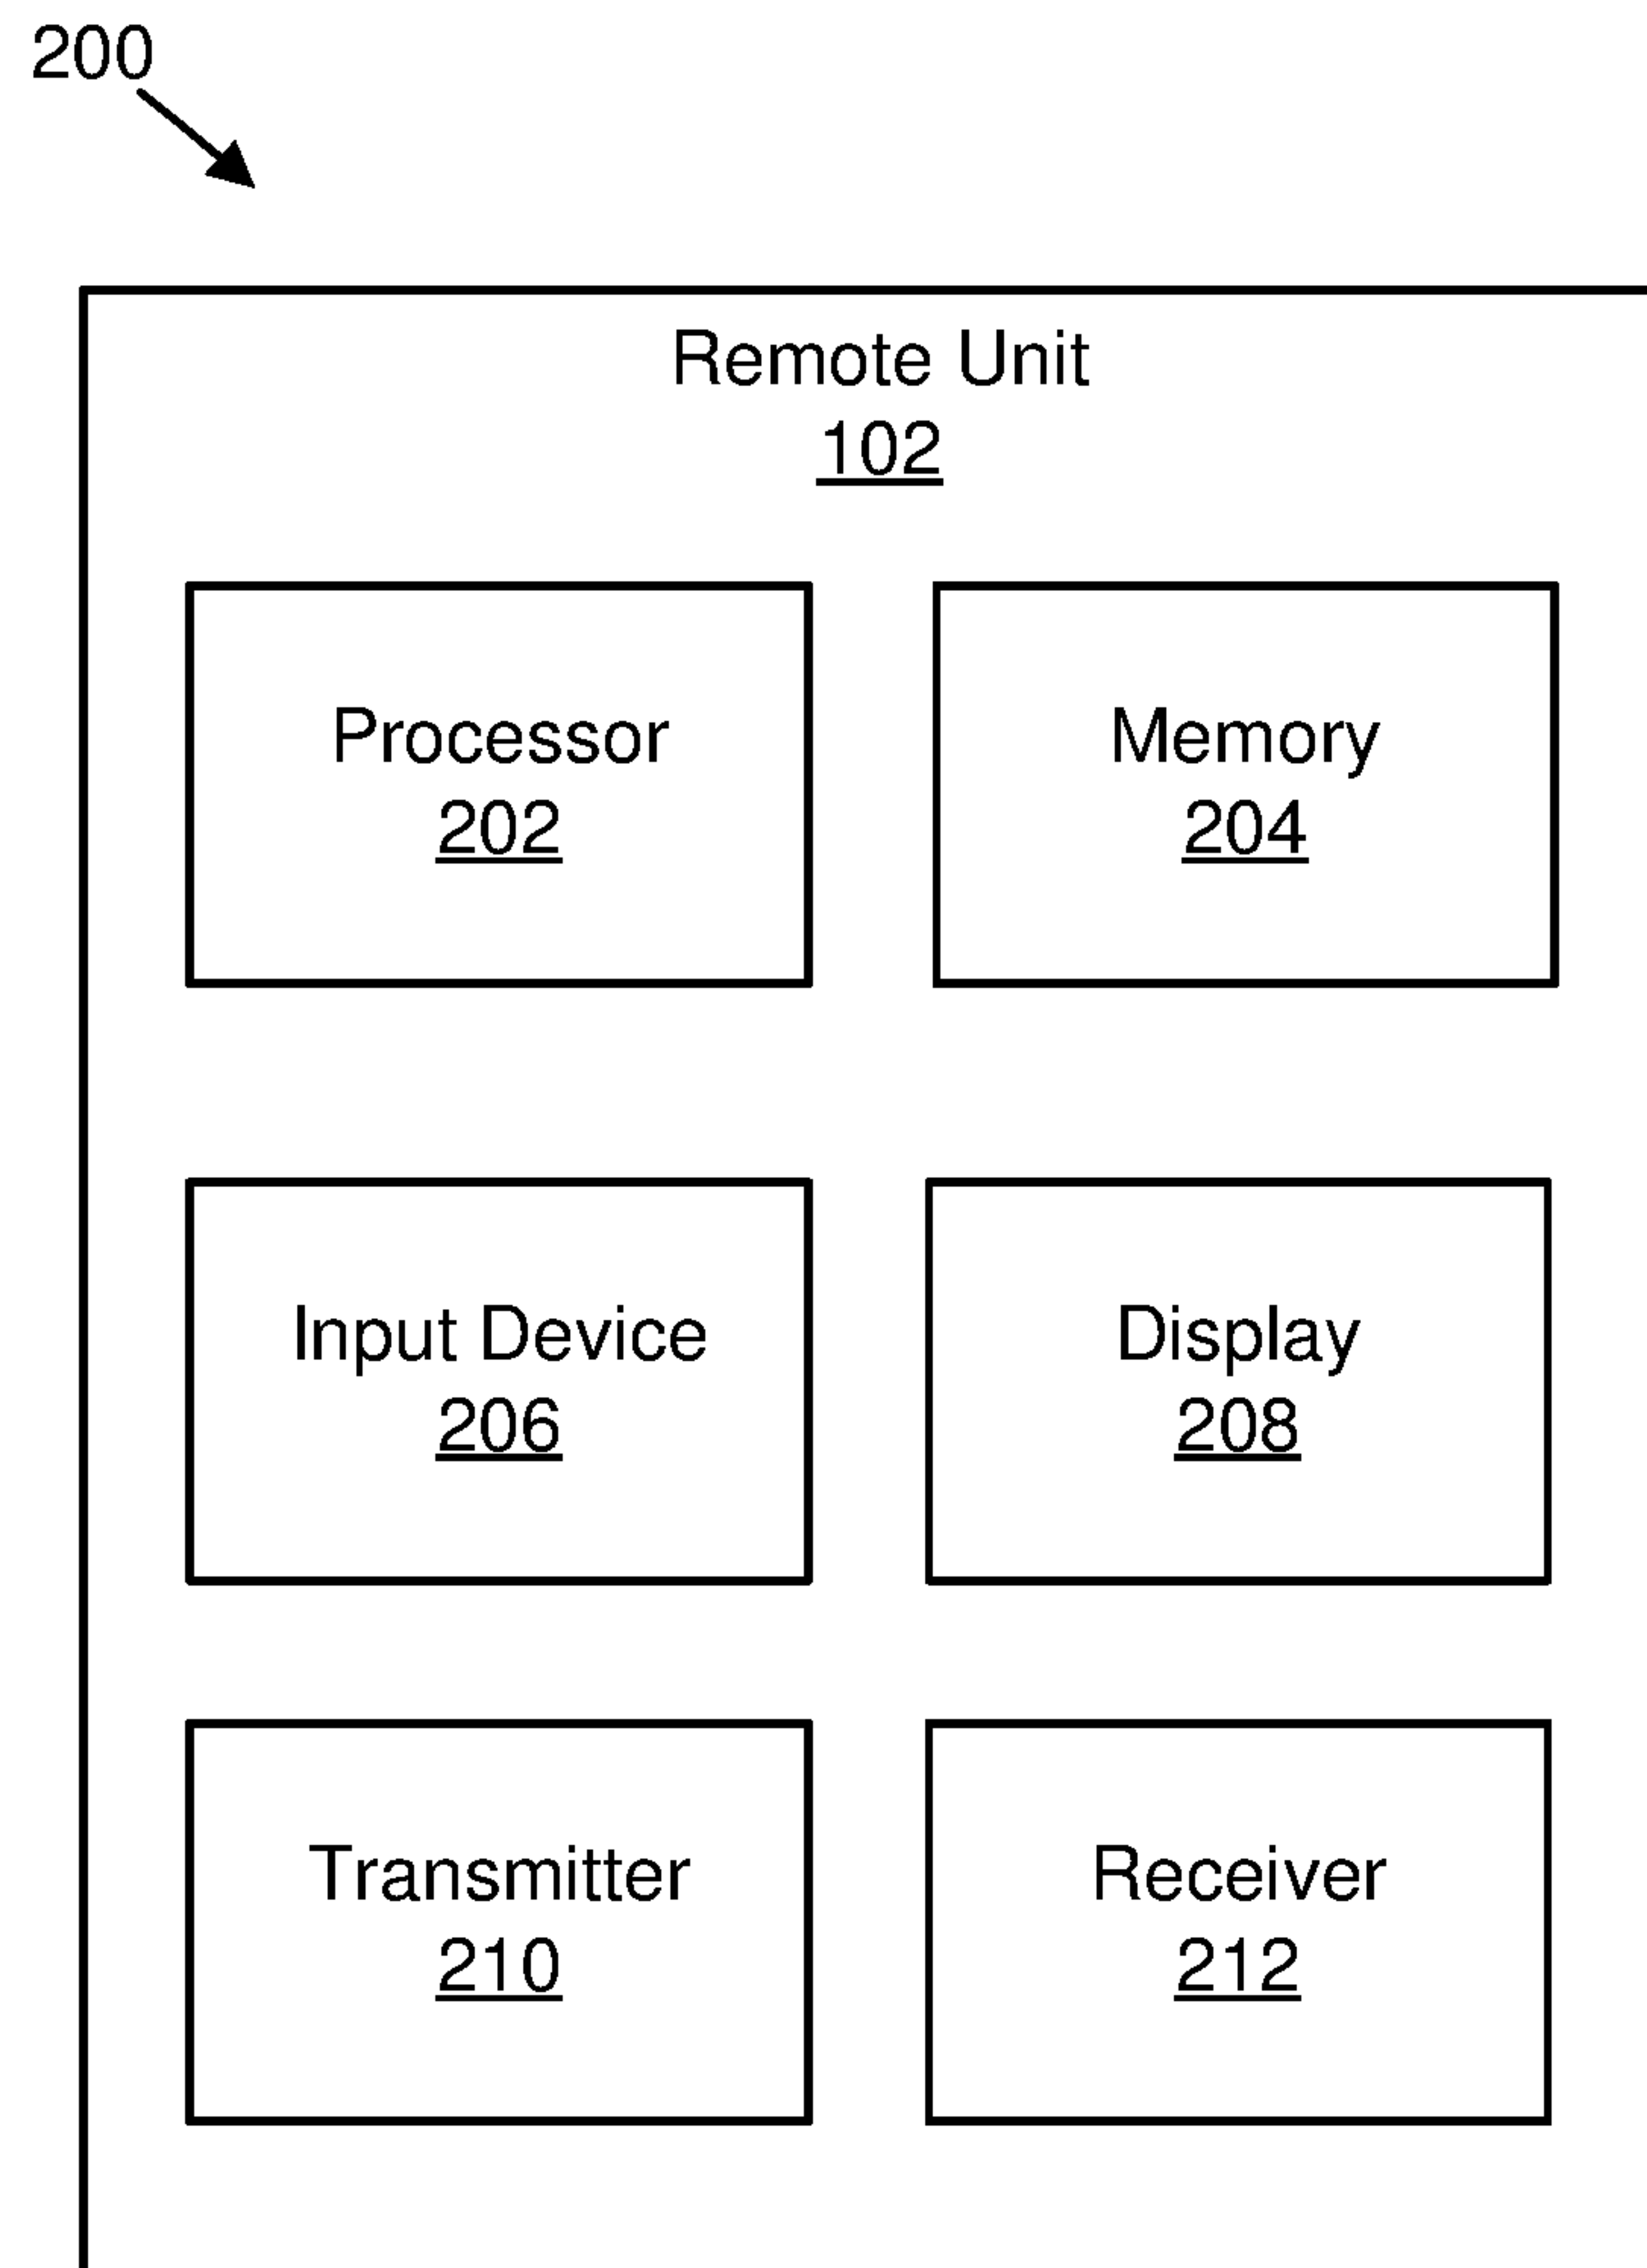 200
Remote Unit
102
Processor
202
Memory
204
Input Device
206
Display
208
Transmitter
210
Receiver
212